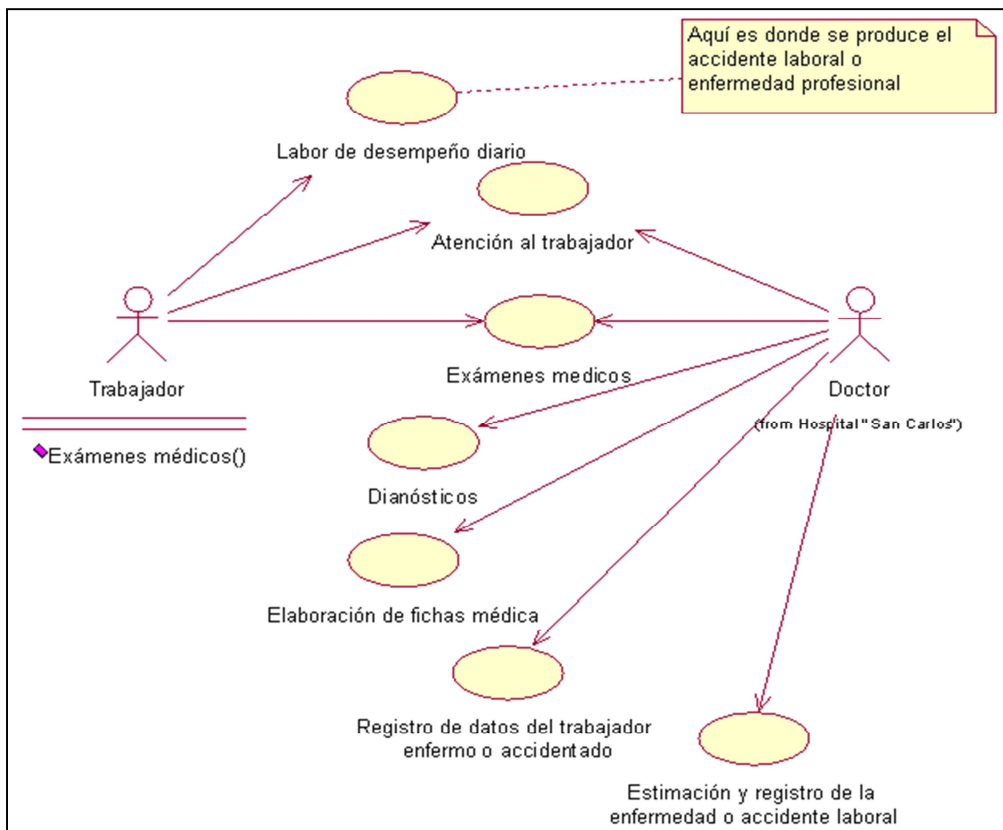 Aquí es donde se produce el
accidente laboral o
enfermedad profesional
Labor de desempeño diario
Atención al trabajador
Exámenes medicos
Trabajador
Exámenes médicos()
Doctor
(from Hospital "San Carlos")
Dianósticos
Elaboración de fichas médica
Registro de datos del trabajador
enfermo o accidentado
Estimación y registro de la
enfermedad o accidente laboral